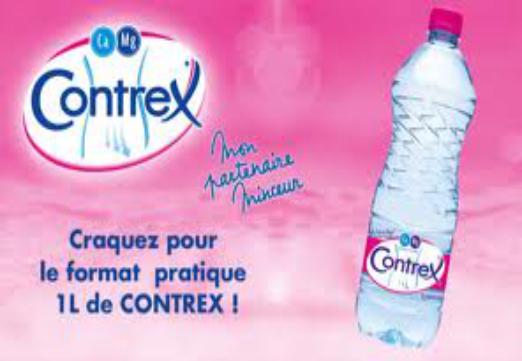 Ca Mg
Contrex
mon
partenaire
minceur
Craquez pour
le format pratique
1L de CONTREX !
Contrex